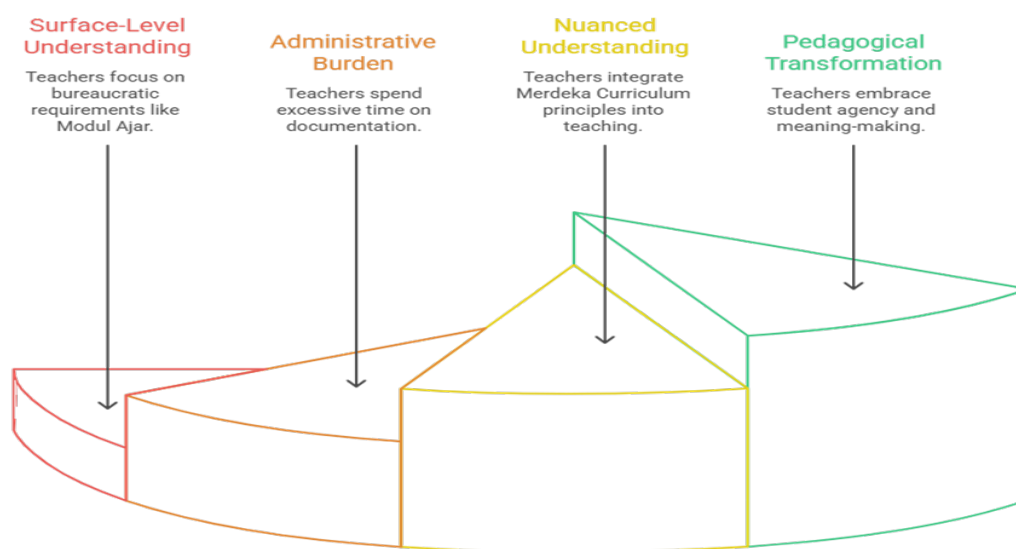 Surface-Level
Understanding
Teachers focus on
bureaucratic
requirements like
Modul Ajar.
Administrative
Burden
Teachers spend
excessive time on
documentation.
Nuanced
Understanding
Teachers integrate
Merdeka Curriculum
principles into
teaching.
Pedagogical
Transformation
Teachers embrace
student agency and
meaning-making.